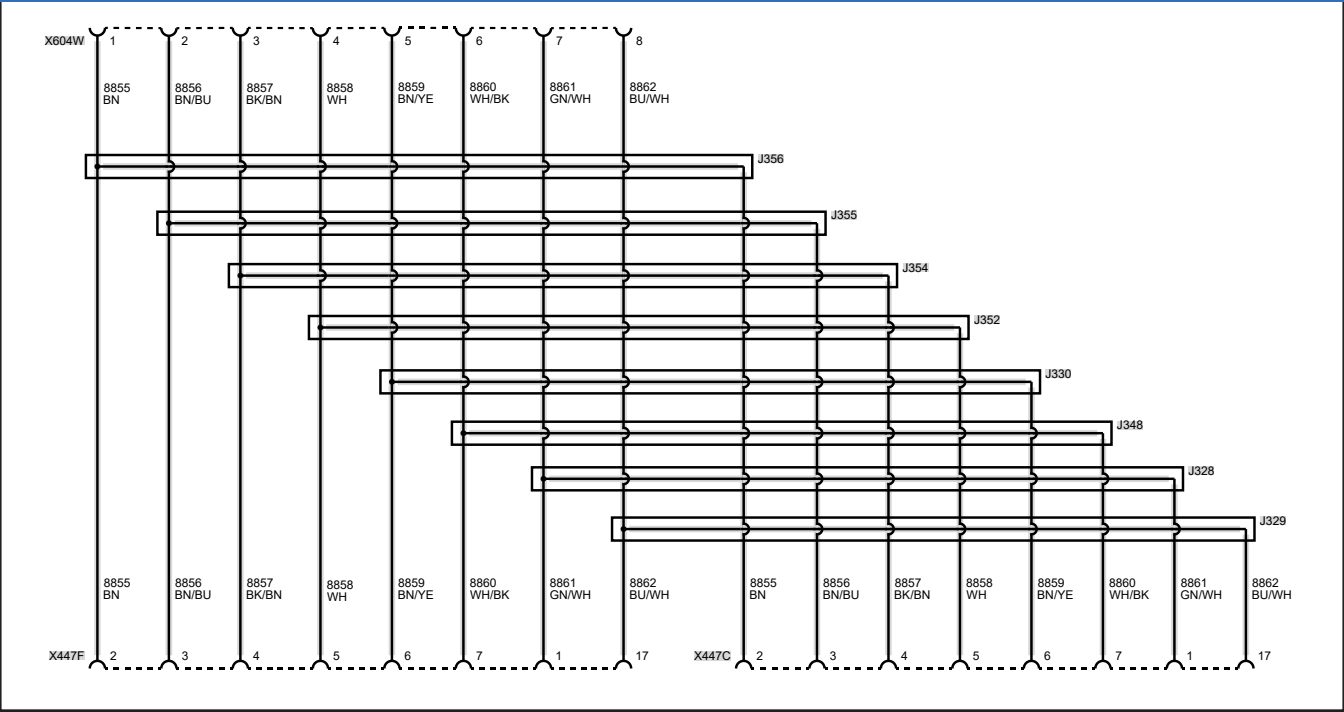 X604W 1 2 3 4 5 6 7 8
8855 8856 8857 8858 8859 8860 8861 8862
BN BN/BU BK/BN WH BN/YE WH/BK GN/WH BU/WH
J356
J355
J354
J352
J330
J348
J328
J329
8855 8856 8857 8858 8859 8860 8861 8862 8855 8856 8857 8858 8859 8860 8861 8862
BN BN/BU BK/BN WH BN/YE WH/BK GN/WH BU/WH BN BN/BU BK/BN WH BN/YE WH/BK GN/WH BU/WH
X447F 2 3 4 5 6 7 1 17 X447C 2 3 4 5 6 7 1 17